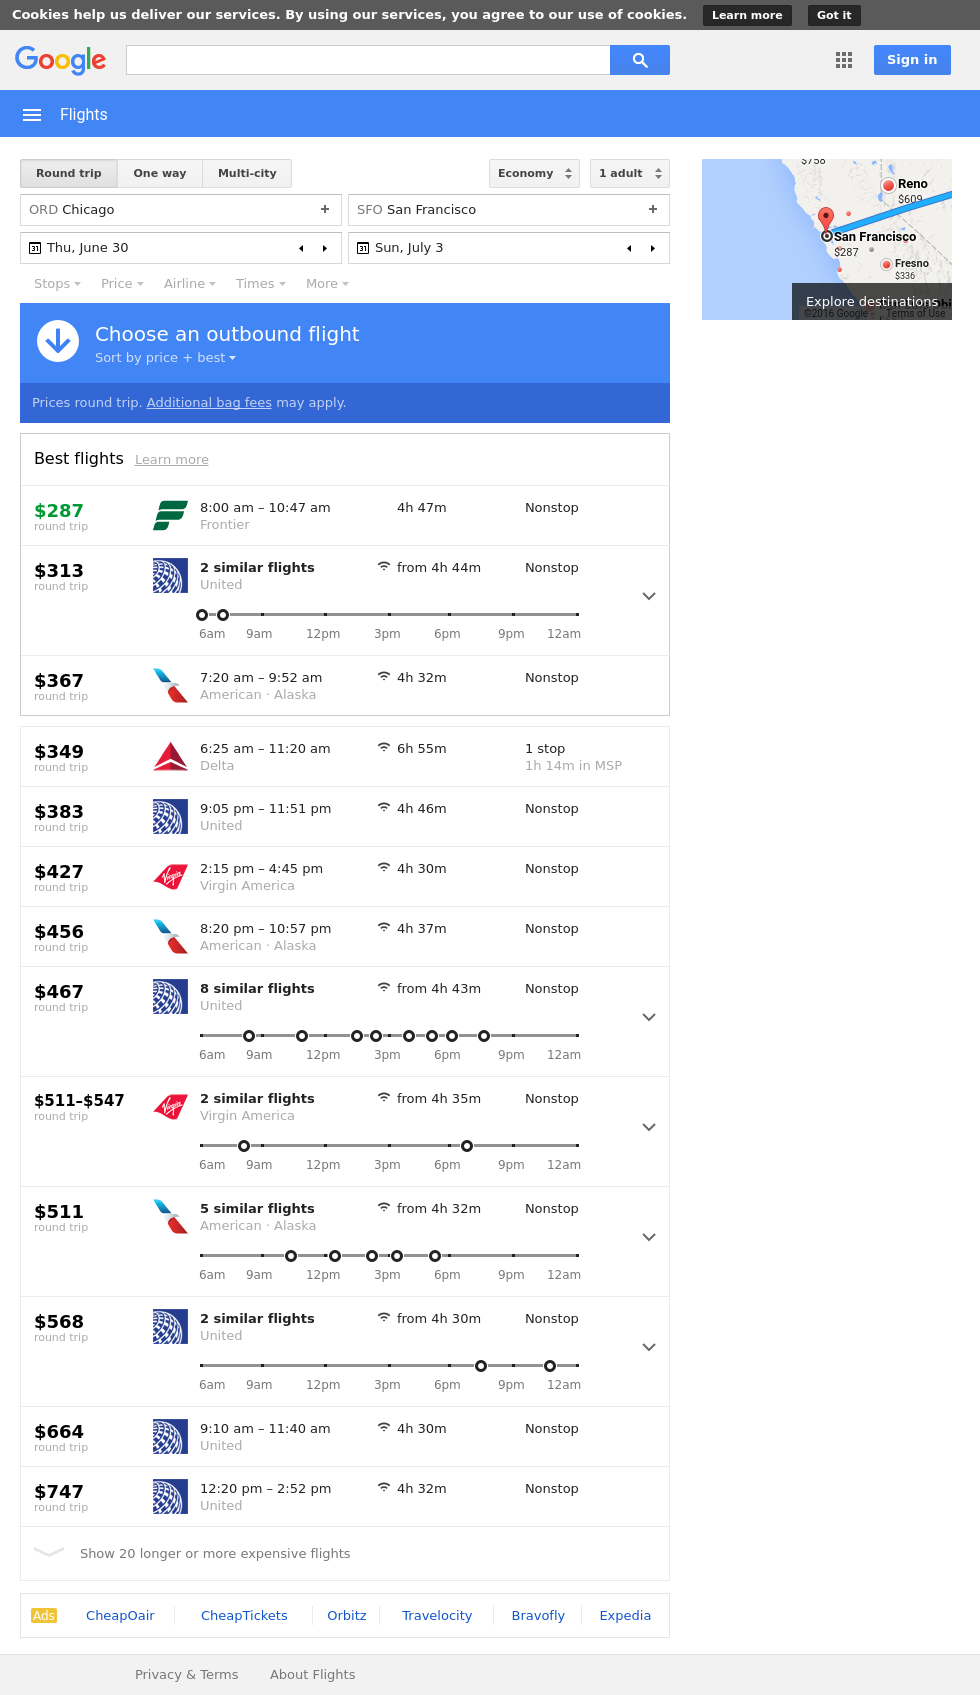 Cookies help us deliver our services. By using our services, you agree to our use of cookies. Learn more Got it
Google Sign in
Flights
Round trip One way Multi-city Economy 1 adult
ORD Chicago + SFO San Francisco +
31 Thu, June 30 31 Sun, July 3
Stops Price Airline Times More
$758
Reno
$609
San Francisco
$287
Fresno
$336
Explore destinations
©2016 Google Terms of Use
Choose an outbound flight
Sort by price + best
Prices round trip. Additional bag fees may apply.
Best flights Learn more
$287 8:00 am – 10:47 am 4h 47m Nonstop
round trip Frontier
$313 2 similar flights from 4h 44m Nonstop
round trip United
6am 9am 12pm 3pm 6pm 9pm 12am
$367 7:20 am – 9:52 am 4h 32m Nonstop
round trip American · Alaska
$349 6:25 am – 11:20 am 6h 55m 1 stop
round trip Delta 1h 14m in MSP
$383 9:05 pm – 11:51 pm 4h 46m Nonstop
round trip United
$427 2:15 pm – 4:45 pm 4h 30m Nonstop
round trip Virgin Virgin America
$456 8:20 pm – 10:57 pm 4h 37m Nonstop
round trip American · Alaska
$467 8 similar flights from 4h 43m Nonstop
round trip United
6am 9am 12pm 3pm 6pm 9pm 12am
$511–$547 2 similar flights from 4h 35m Nonstop
round trip Virgin Virgin America
6am 9am 12pm 3pm 6pm 9pm 12am
$511 5 similar flights from 4h 32m Nonstop
round trip American · Alaska
6am 9am 12pm 3pm 6pm 9pm 12am
$568 2 similar flights from 4h 30m Nonstop
round trip United
6am 9am 12pm 3pm 6pm 9pm 12am
$664 9:10 am – 11:40 am 4h 30m Nonstop
round trip United
$747 12:20 pm – 2:52 pm 4h 32m Nonstop
round trip United
Show 20 longer or more expensive flights
Ads CheapOair CheapTickets Orbitz Travelocity Bravofly Expedia
Privacy & Terms About Flights